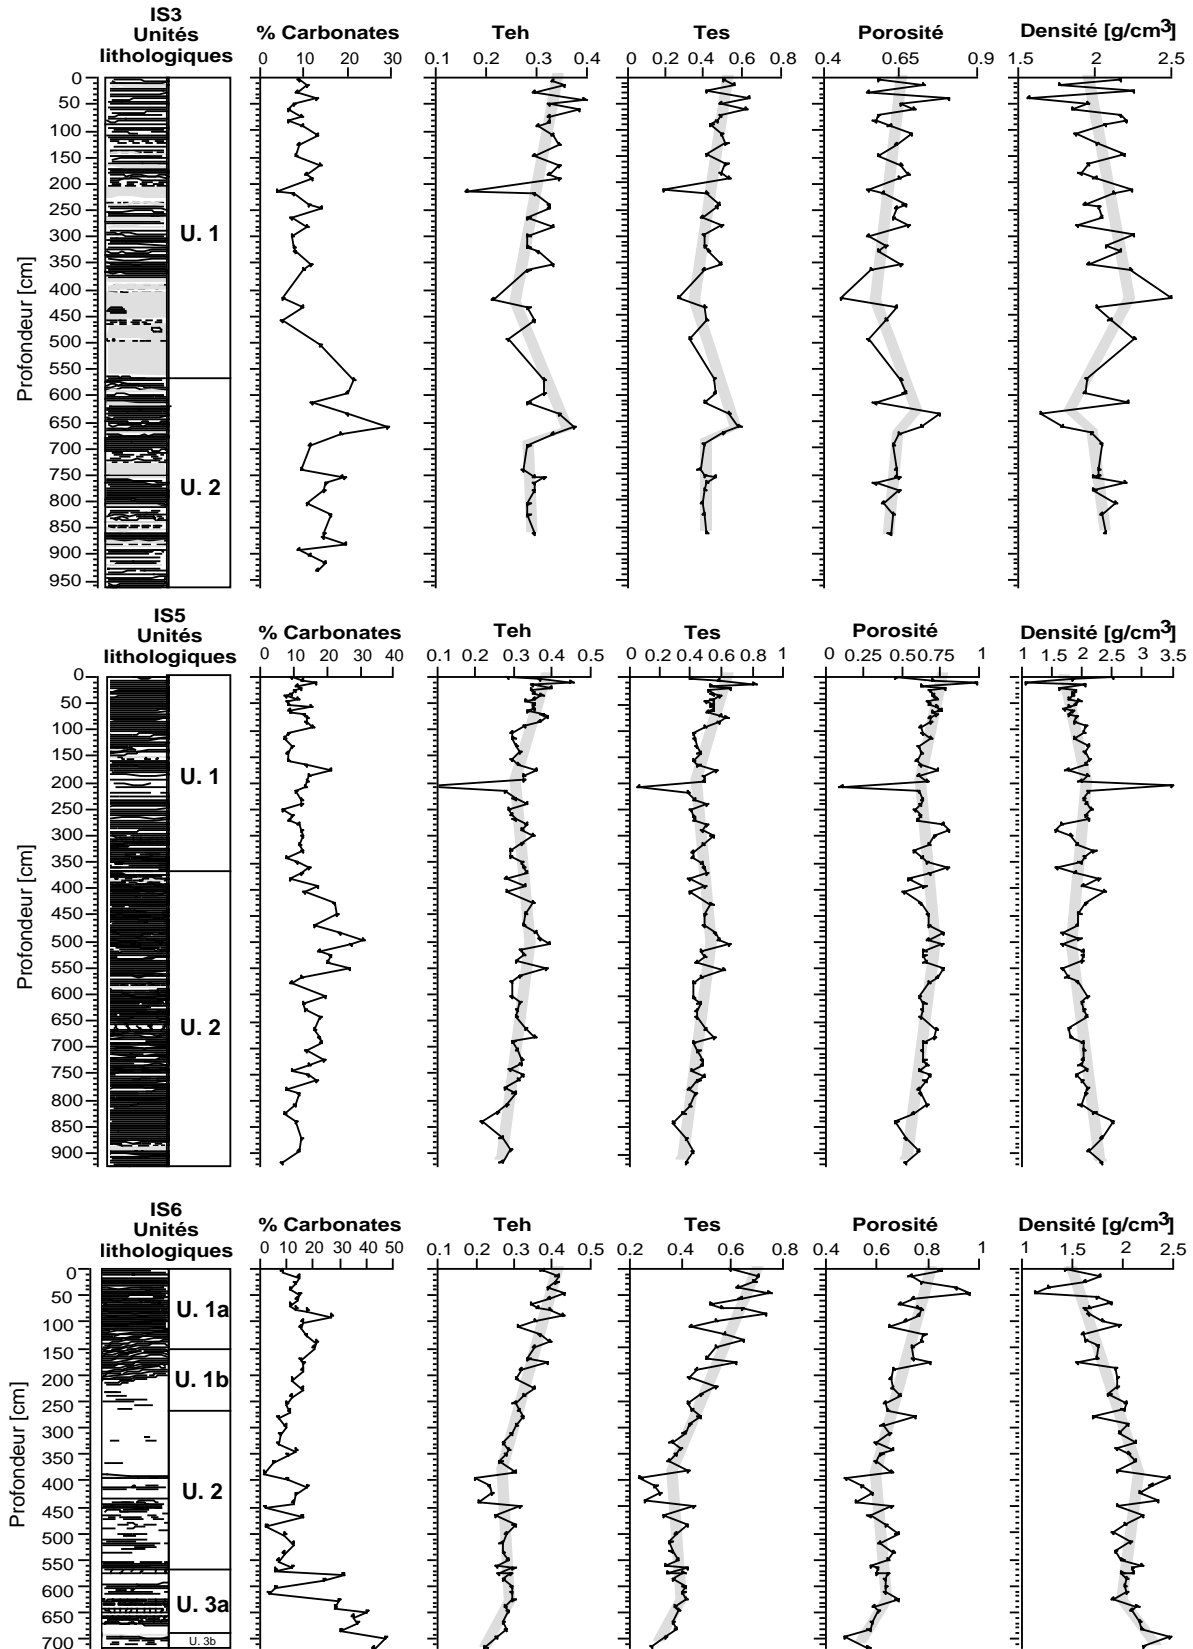 IS3
Unités
lithologiques
% Carbonates Teh Tes Porosité Densité [g/cm3]
0 10 20 30 0.2 0.3 0.4 0 0.2 0.4 0.6 0.8 0.4 0.65 0.9 1.5 2 2.5
Profondeur [cm]
0
50
100
150
200
250
300
350
400
450
500
550
600
650
700
750
800
850
900
950
U. 1
U. 2
IS5
Unités
lithologiques
% Carbonates Teh Tes Porosité Densité [g/cm3]
0 10 20 30 40 0.1 0.2 0.3 0.4 0.5 0 0.2 0.4 0.6 0.8 1 0 0.25 0.5 0.75 1 1 1.5 2 2.5 3 3.5
Profondeur [cm]
0
50
100
150
200
250
300
350
400
450
500
550
600
650
700
750
800
850
900
U. 1
U. 2
IS6
Unités
lithologiques
% Carbonates Teh Tes Porosité Densité [g/cm3]
0 10 20 30 40 50 0.1 0.2 0.3 0.4 0.5 0.2 0.4 0.6 0.8 0.4 0.6 0.8 1 1 1.5 2 2.5
Profondeur [cm]
0
50
100
150
200
250
300
350
400
450
500
550
600
650
700
U. 1a
U. 1b
U. 2
U. 3a
U. 3b